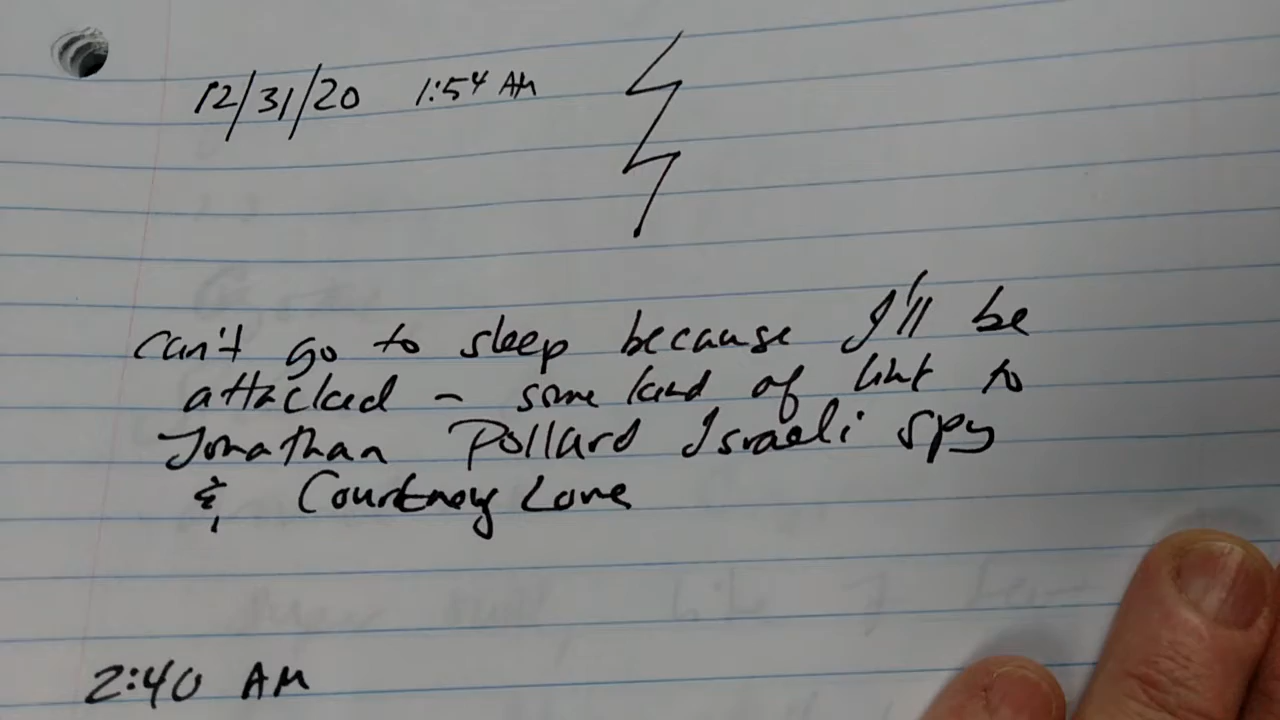 12/31/20 1:54 AM
can't go to sleep because I'll be
attacked - some kind of link to
Jonathan Pollard Israeli spy
& Courtney Love
2:40 AM